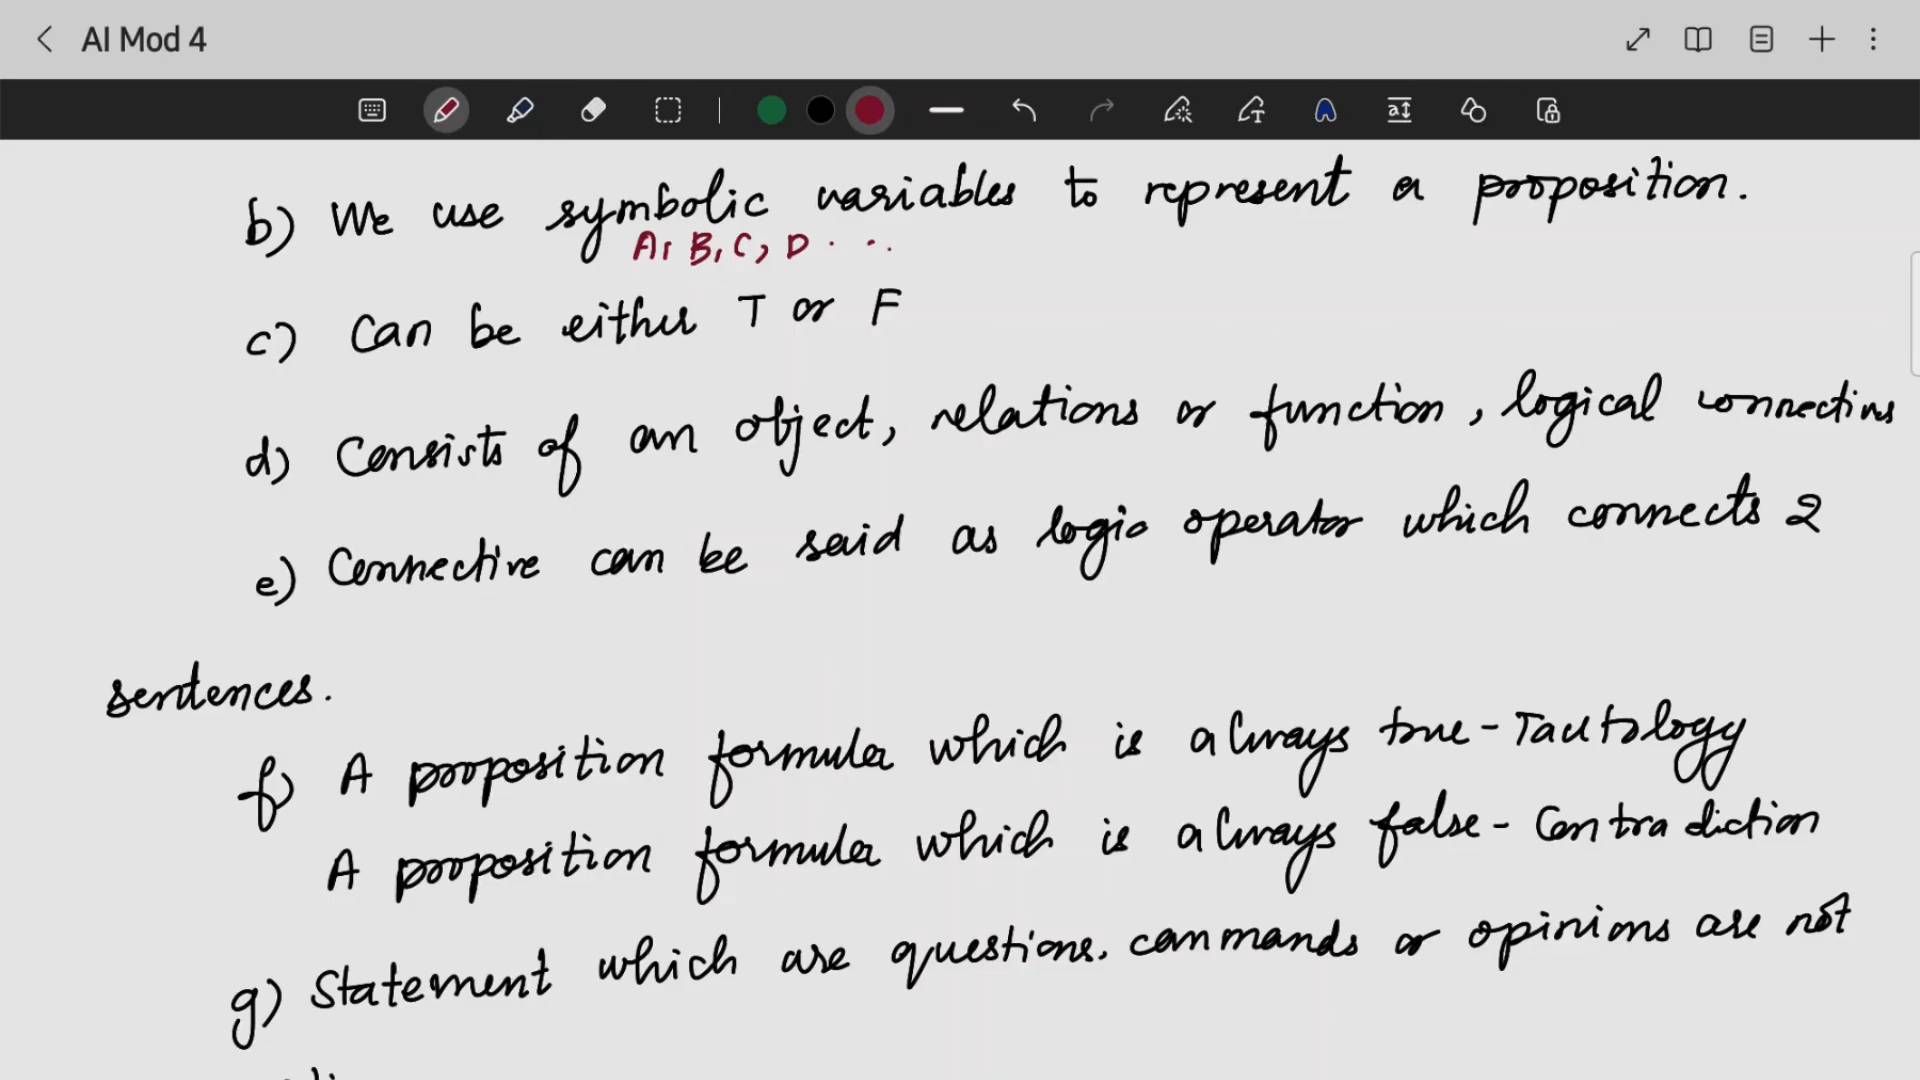 AI Mod 4
b) We use symbolic variables to represent a proposition.
A, B, C, D . . .
c) Can be either T or F
d) Consists of an object, relations or function, logical connectives
e) Connective can be said as logic operator which connects 2
sentences.
f) A proposition formula which is always true - Tautology
A proposition formula which is always false - Contradiction
g) Statement which are questions, commands or opinions are not